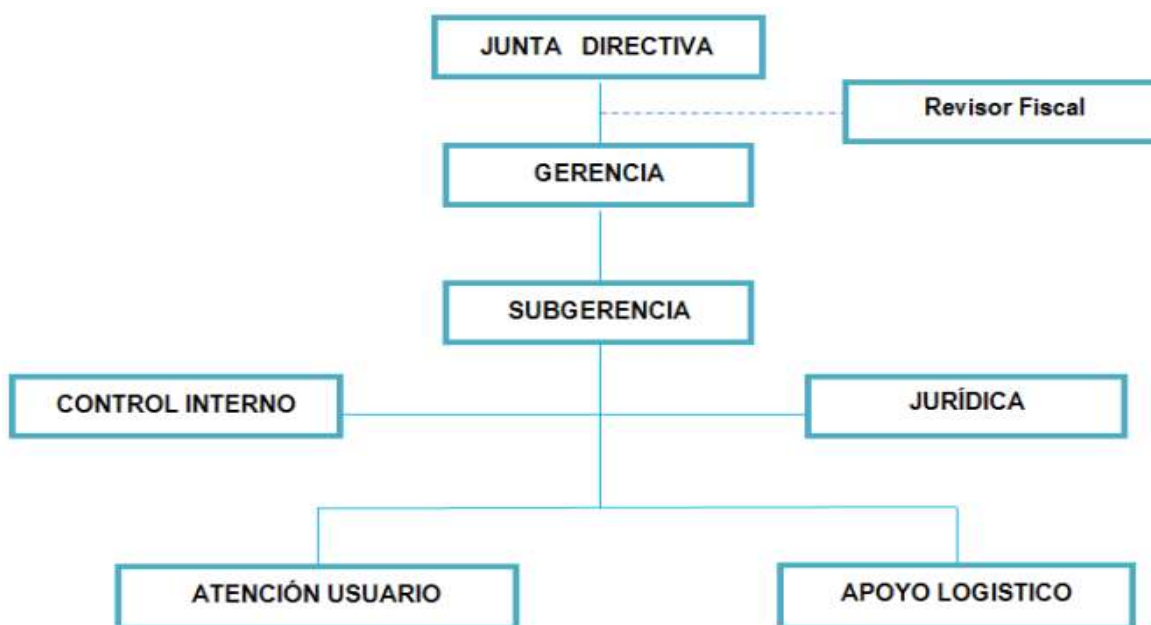 JUNTA DIRECTIVA
Revisor Fiscal
GERENCIA
SUBGERENCIA
CONTROL INTERNO
JURÍDICA
ATENCIÓN USUARIO
APOYO LOGISTICO